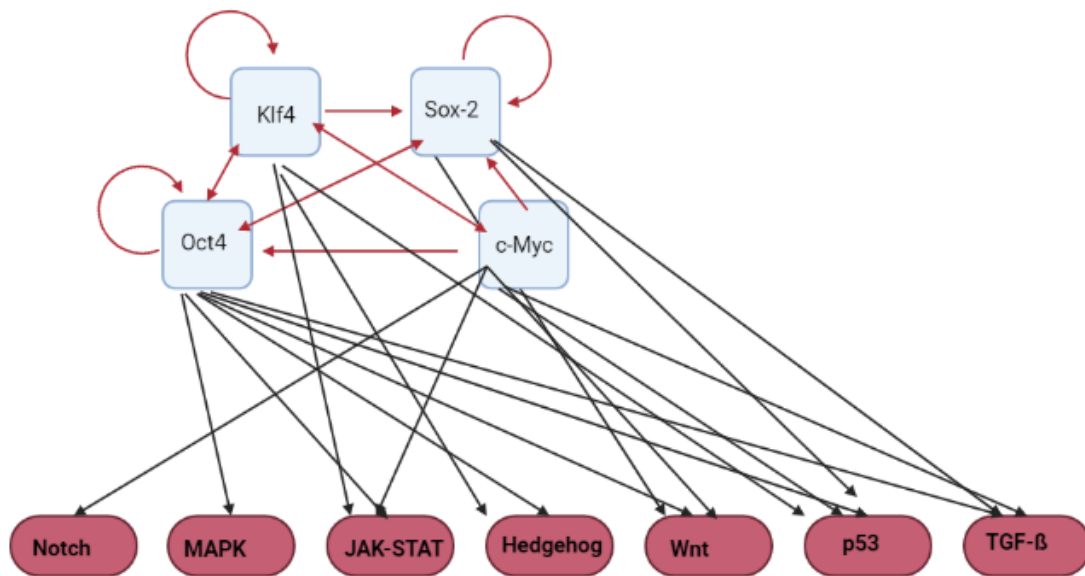 Klf4
Sox-2
Oct4
c-Myc
Notch
MAPK
JAK-STAT
Hedgehog
Wnt
p53
TGF-ß